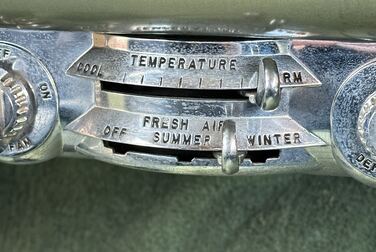 TEMPERATURE
COOL
RM
FRESH AIR
OFF SUMMER WINTER
ON
FAN